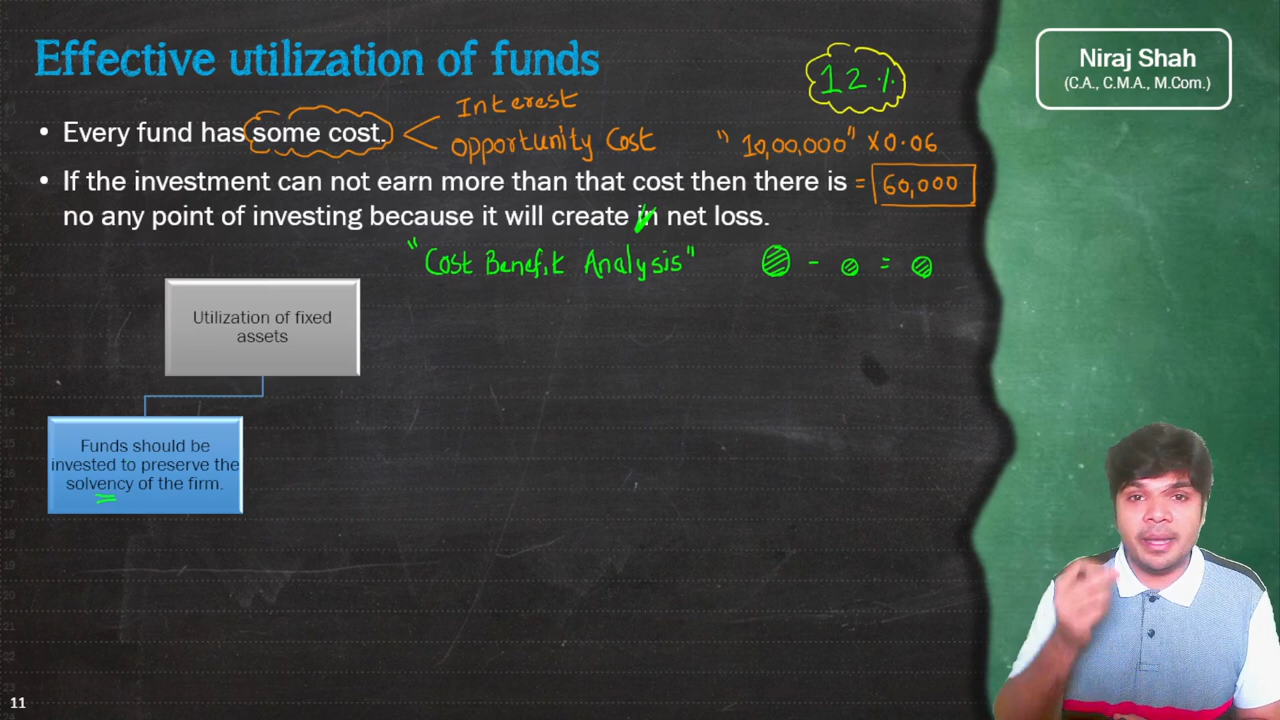 Effective utilization of funds
12%
Niraj Shah
(C.A., C.M.A., M.Com.)
Interest
• Every fund has some cost.
opportunity Cost
"10,00,000" × 0.06
• If the investment can not earn more than that cost then there is
= 60,000
no any point of investing because it will create in net loss.
"Cost Benefit Analysis"
- =
Utilization of fixed
assets
Funds should be
invested to preserve the
solvency of the firm.
11